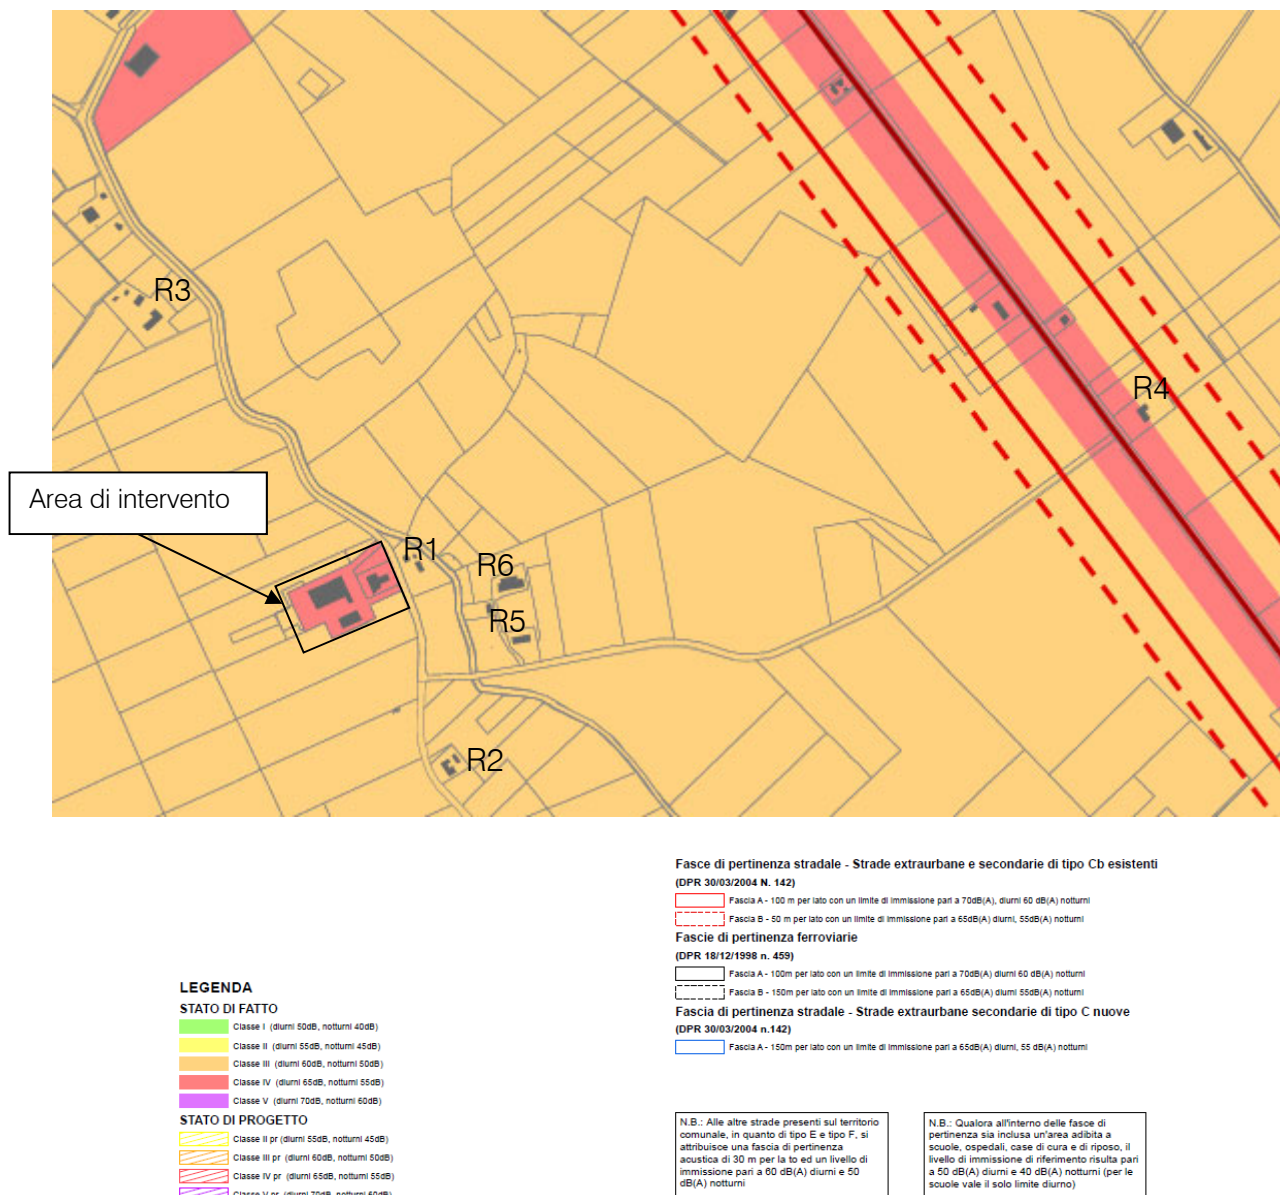 R3
R4
Area di intervento
R1
R6
R5
R2
Fasce di pertinenza stradale - Strade extraurbane e secondarie di tipo Cb esistenti
(DPR 30/03/2004 N. 142)
Fascia A - 100 m per lato con un limite di immissione pari a 70dB(A), diurni 60 dB(A) notturni
Fascia B - 50 m per lato con un limite di immissione pari a 65dB(A) diurni, 55dB(A) notturni
Fascie di pertinenza ferroviarie
(DPR 18/12/1998 n. 459)
Fascia A - 100m per lato con un limite di immissione pari a 70dB(A) diurni 60 dB(A) notturni
Fascia B - 150m per lato con un limite di immissione pari a 65dB(A) diurni 55dB(A) notturni
Fascia di pertinenza stradale - Strade extraurbane secondarie di tipo C nuove
(DPR 30/03/2004 n.142)
Fascia A - 150m per lato con un limite di immissione pari a 65dB(A) diurni, 55 dB(A) notturni
LEGENDA
STATO DI FATTO
Classe I (diurni 50dB, notturni 40dB)
Classe II (diurni 55dB, notturni 45dB)
Classe III (diurni 60dB, notturni 50dB)
Classe IV (diurni 65dB, notturni 55dB)
Classe V (diurni 70dB, notturni 60dB)
STATO DI PROGETTO
Classe II pr (diurni 55dB, notturni 45dB)
Classe III pr (diurni 60dB, notturni 50dB)
Classe IV pr (diurni 65dB, notturni 55dB)
Classe V pr (diurni 70dB, notturni 60dB)
N.B.: Alle altre strade presenti sul territorio
comunale, in quanto di tipo E e tipo F, si
attribuisce una fascia di pertinenza
acustica di 30 m per la to ed un livello di
immissione pari a 60 dB(A) diurni e 50
dB(A) notturni
N.B.: Qualora all'interno delle fasce di
pertinenza sia inclusa un'area adibita a
scuole, ospedali, case di cura e di riposo, il
livello di immissione di riferimento risulta pari
a 50 dB(A) diurni e 40 dB(A) notturni (per le
scuole vale il solo limite diurno)